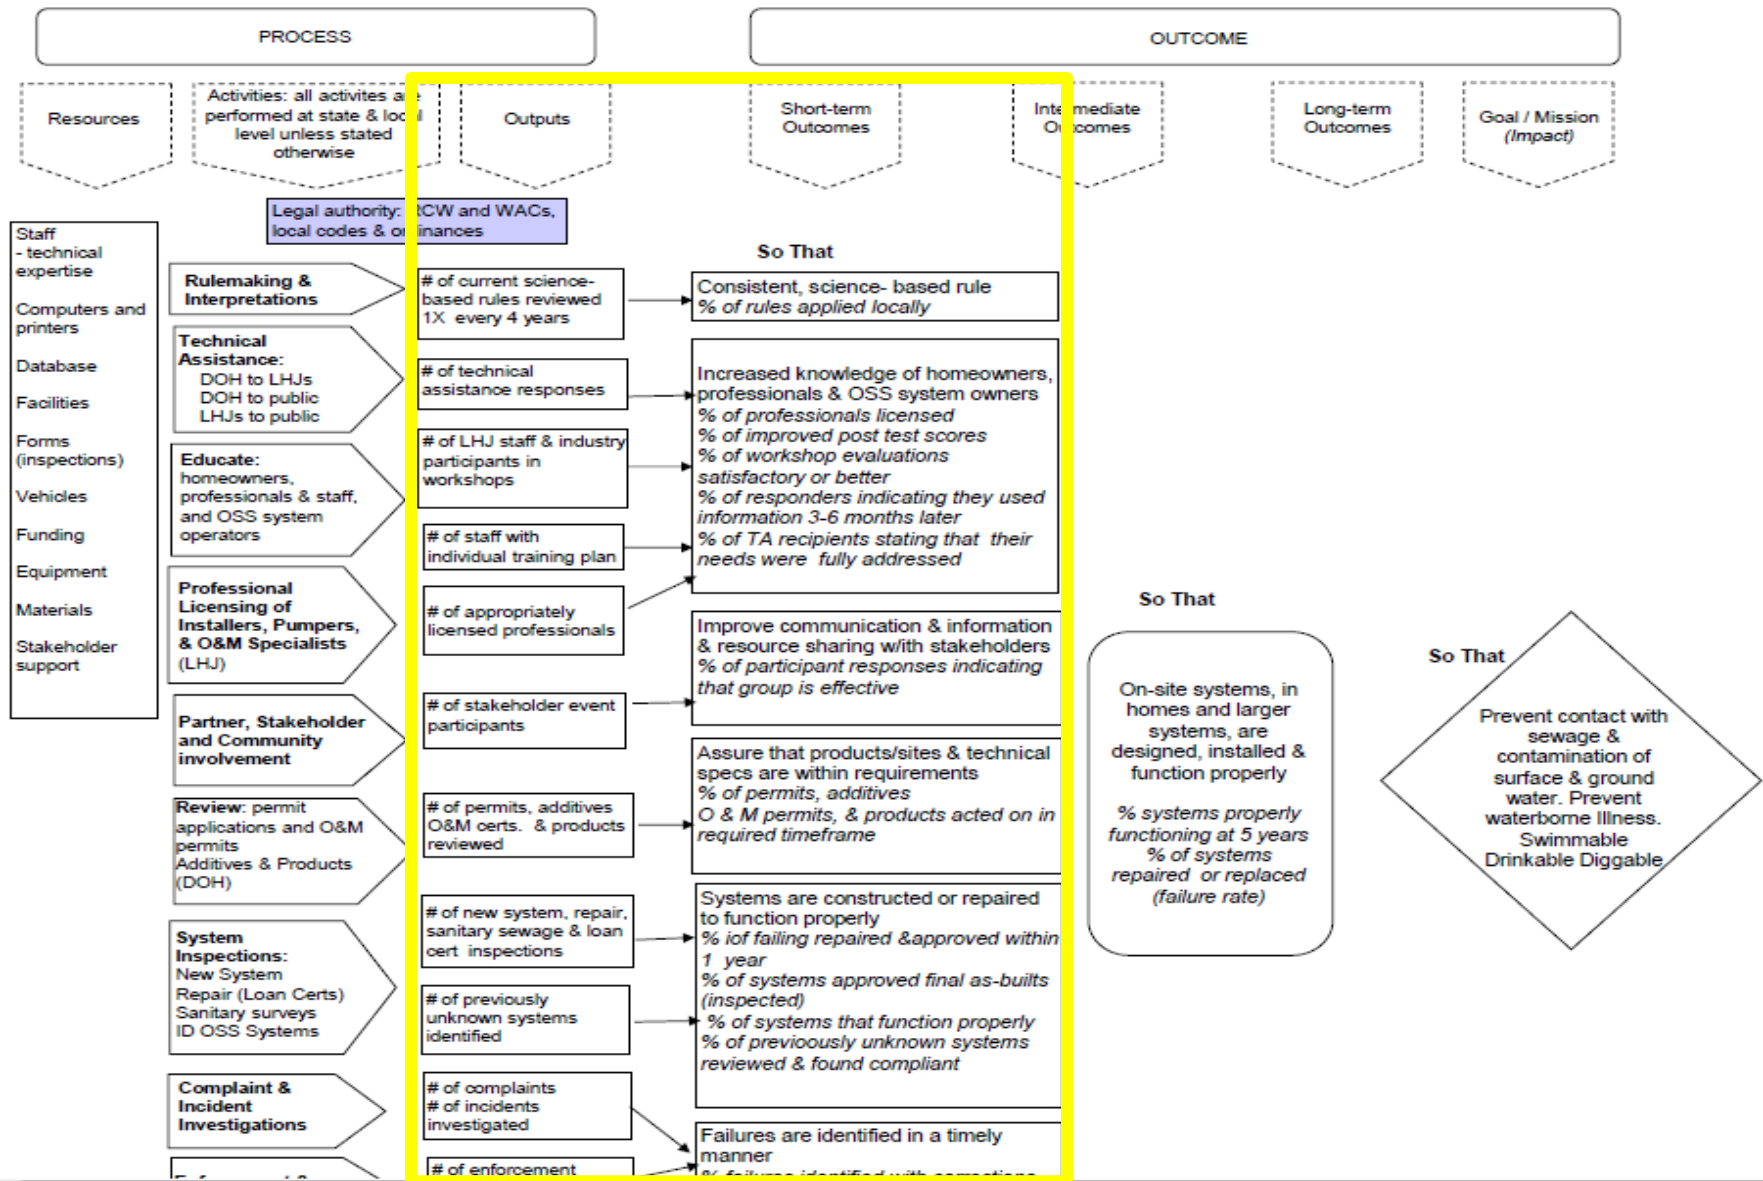 PROCESS
OUTCOME
Resources
Activities: all activites are
performed at state & local
level unless stated
otherwise
Outputs
Short-term
Outcomes
Intermediate
Outcomes
Long-term
Outcomes
Goal / Mission
(Impact)
Legal authority: RCW and WACs,
local codes & ordinances
Staff
- technical
expertise
Computers and
printers
Database
Facilities
Forms
(inspections)
Vehicles
Funding
Equipment
Materials
Stakeholder
support
Rulemaking &
Interpretations
Technical
Assistance:
DOH to LHJs
DOH to public
LHJs to public
Educate:
homeowners,
professionals & staff,
and OSS system
operators
Professional
Licensing of
Installers, Pumpers,
& O&M Specialists
(LHJ)
Partner, Stakeholder
and Community
involvement
Review: permit
applications and O&M
permits
Additives & Products
(DOH)
System
Inspections:
New System
Repair (Loan Certs)
Sanitary surveys
ID OSS Systems
Complaint &
Incident
Investigations
# of current science-
based rules reviewed
1X every 4 years
# of technical
assistance responses
# of LHJ staff & industry
participants in
workshops
# of staff with
individual training plan
# of appropriately
licensed professionals
# of stakeholder event
participants
# of permits, additives
O&M certs. & products
reviewed
# of new system, repair,
sanitary sewage & loan
cert inspections
# of previously
unknown systems
identified
# of complaints
# of incidents
investigated
# of enforcement
So That
Consistent, science- based rule
% of rules applied locally
Increased knowledge of homeowners,
professionals & OSS system owners
% of professionals licensed
% of improved post test scores
% of workshop evaluations
satisfactory or better
% of responders indicating they used
information 3-6 months later
% of TA recipients stating that their
needs were fully addressed
Improve communication & information
& resource sharing w/ith stakeholders
% of participant responses indicating
that group is effective
Assure that products/sites & technical
specs are within requirements
% of permits, additives
O & M permits, & products acted on in
required timeframe
Systems are constructed or repaired
to function properly
% iof failing repaired &approved within
1 year
% of systems approved final as-builts
(inspected)
% of systems that function properly
% of previoously unknown systems
reviewed & found compliant
Failures are identified in a timely
manner
% failures identified with corrections
So That
On-site systems, in
homes and larger
systems, are
designed, installed &
function properly
% systems properly
functioning at 5 years
% of systems
repaired or replaced
(failure rate)
So That
Prevent contact with
sewage &
contamination of
surface & ground
water. Prevent
waterborne Illness.
Swimmable
Drinkable Diggable